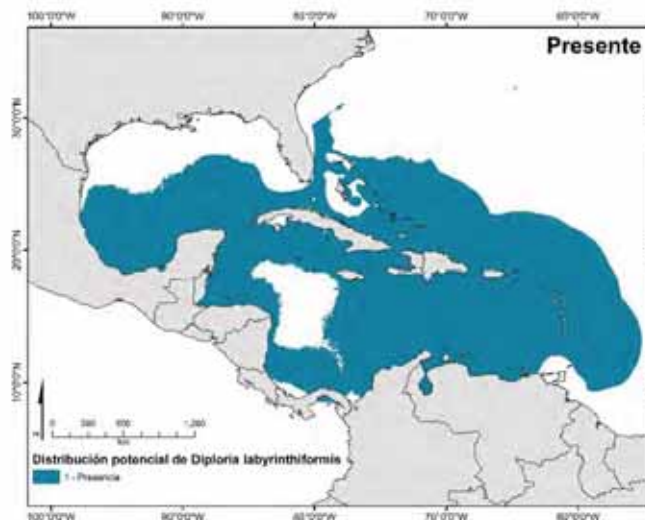 100°0'0"W 90°0'0"W 80°0'0"W 70°0'0"W 60°0'0"W
Presente
30°0'0"N
20°0'0"N
10°0'0"N
0 300 600 1,200
Km
Distribución potencial de Diploria labyrinthiformis
1 - Presencia
100°0'0"W 90°0'0"W 80°0'0"W 70°0'0"W 60°0'0"W